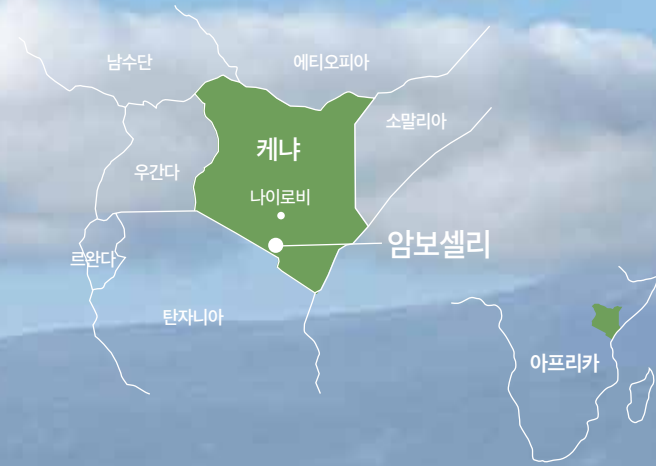 남수단
에티오피아
소말리아
케냐
우간다
나이로비
암보셀리
르완다
탄자니아
아프리카